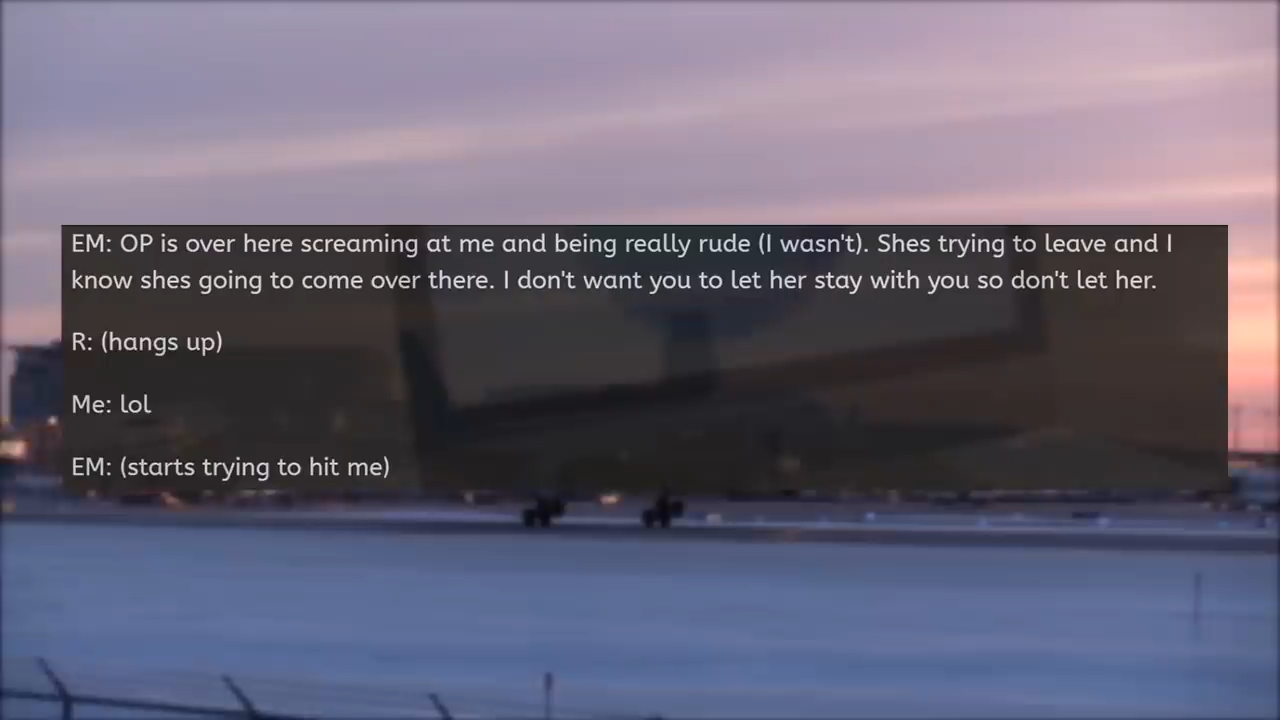 EM: OP is over here screaming at me and being really rude (I wasn't). Shes trying to leave and I
know shes going to come over there. I don't want you to let her stay with you so don't let her.
R: (hangs up)
Me: lol
EM: (starts trying to hit me)